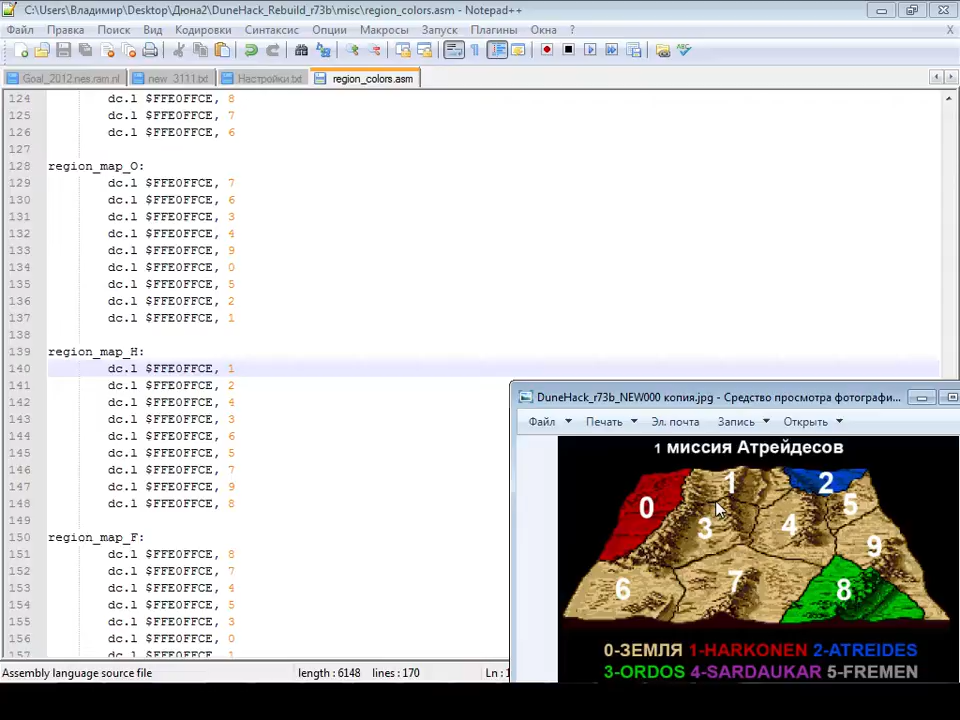 C:\Users\Владимир\Desktop\Дюна2\DuneHack_Rebuild_r73b\misc\region_colors.asm - Notepad++
Файл Правка Поиск Вид Кодировки Синтаксис Опции Макросы Запуск Плагины Окна ? X
Goal_2012.nes.ram.nl new 3111.txt Настройки.txt region_colors.asm
124 dc.l $FFE0FFCE, 8
125 dc.l $FFE0FFCE, 7
126 dc.l $FFE0FFCE, 6
127
128 region_map_O:
129 dc.l $FFE0FFCE, 7
130 dc.l $FFE0FFCE, 6
131 dc.l $FFE0FFCE, 3
132 dc.l $FFE0FFCE, 4
133 dc.l $FFE0FFCE, 9
134 dc.l $FFE0FFCE, 0
135 dc.l $FFE0FFCE, 5
136 dc.l $FFE0FFCE, 2
137 dc.l $FFE0FFCE, 1
138
139 region_map_H:
140 dc.l $FFE0FFCE, 1
141 dc.l $FFE0FFCE, 2
142 dc.l $FFE0FFCE, 4
143 dc.l $FFE0FFCE, 3
144 dc.l $FFE0FFCE, 6
145 dc.l $FFE0FFCE, 5
146 dc.l $FFE0FFCE, 7
147 dc.l $FFE0FFCE, 9
148 dc.l $FFE0FFCE, 8
149
150 region_map_F:
151 dc.l $FFE0FFCE, 8
152 dc.l $FFE0FFCE, 7
153 dc.l $FFE0FFCE, 4
154 dc.l $FFE0FFCE, 5
155 dc.l $FFE0FFCE, 3
156 dc.l $FFE0FFCE, 0
157 dc.l $FFE0FFCE, 1
Assembly language source file length : 6148 lines : 170 Ln : 1
DuneHack_r73b_NEW000 копия.jpg - Средство просмотра фотографи...
Файл Печать Эл. почта Запись Открыть
1 миссия Атрейдесов
0 1 2
3 4 5
6 7 8 9
0-ЗЕМЛЯ 1-HARKONEN 2-ATREIDES
3-ORDOS 4-SARDAUKAR 5-FREMEN